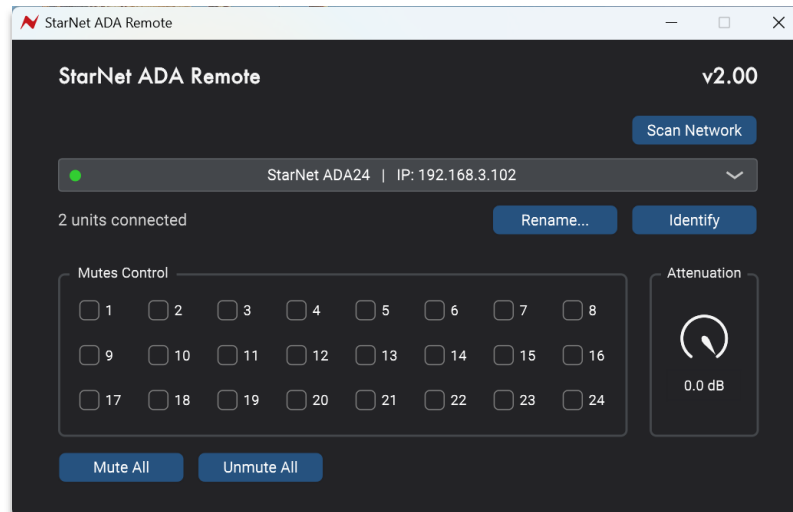 StarNet ADA Remote
StarNet ADA Remote v2.00
Scan Network
StarNet ADA24 | IP: 192.168.3.102
2 units connected Rename... Identify
Mutes Control Attenuation
1 2 3 4 5 6 7 8
9 10 11 12 13 14 15 16
17 18 19 20 21 22 23 24
0.0 dB
Mute All Unmute All